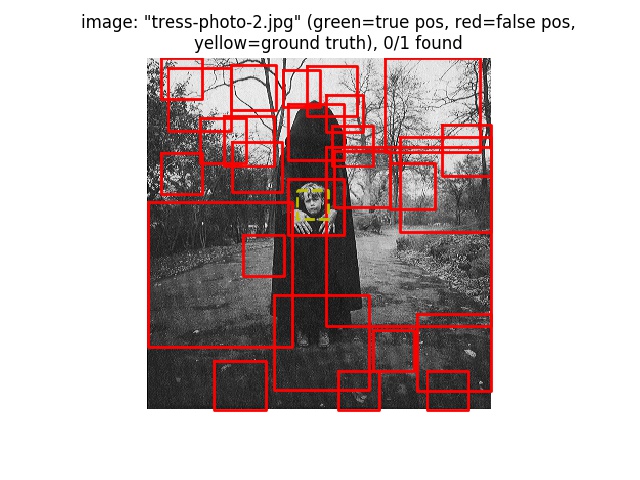 image: "tress-photo-2.jpg" (green=true pos, red=false pos,
yellow=ground truth), 0/1 found